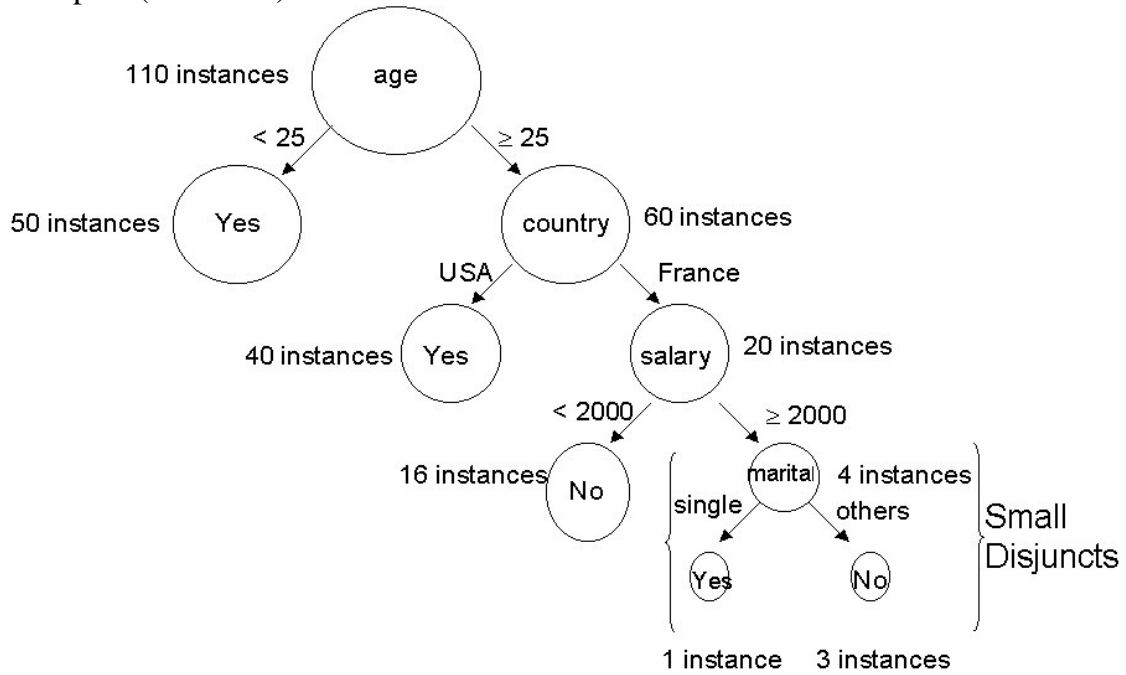 110 instances
age
< 25
≥ 25
50 instances
Yes
country
60 instances
USA
France
40 instances
Yes
salary
20 instances
< 2000
≥ 2000
16 instances
No
marital
4 instances
single
others
Small
Disjuncts
Yes
No
1 instance
3 instances